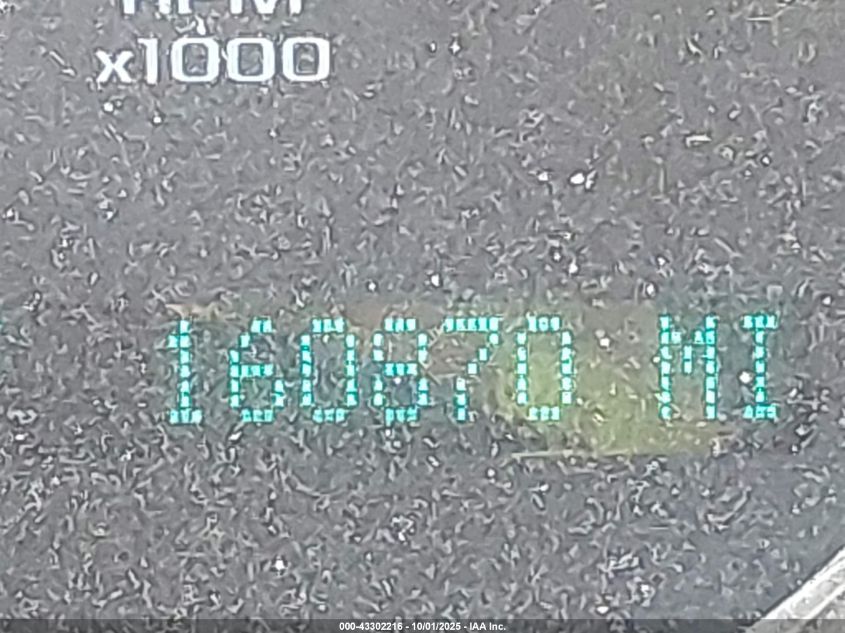 RPM
x1000
160870 MI
000-43302216 - 10/01/2025 - IAA Inc.